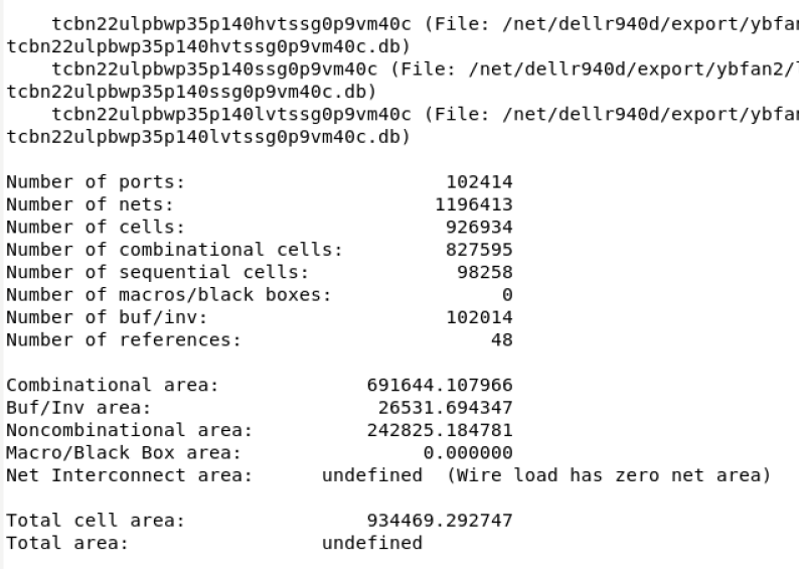 tcbn22ulpbwp35p140hvtssg0p9vm40c (File: /net/dellr940d/export/ybfan
tcbn22ulpbwp35p140hvtssg0p9vm40c.db)
tcbn22ulpbwp35p140ssg0p9vm40c (File: /net/dellr940d/export/ybfan2/l
tcbn22ulpbwp35p140ssg0p9vm40c.db)
tcbn22ulpbwp35p140lvtssg0p9vm40c (File: /net/dellr940d/export/ybfan
tcbn22ulpbwp35p140lvtssg0p9vm40c.db)
Number of ports: 102414
Number of nets: 1196413
Number of cells: 926934
Number of combinational cells: 827595
Number of sequential cells: 98258
Number of macros/black boxes: 0
Number of buf/inv: 102014
Number of references: 48
Combinational area: 691644.107966
Buf/Inv area: 26531.694347
Noncombinational area: 242825.184781
Macro/Black Box area: 0.000000
Net Interconnect area: undefined (Wire load has zero net area)
Total cell area: 934469.292747
Total area: undefined